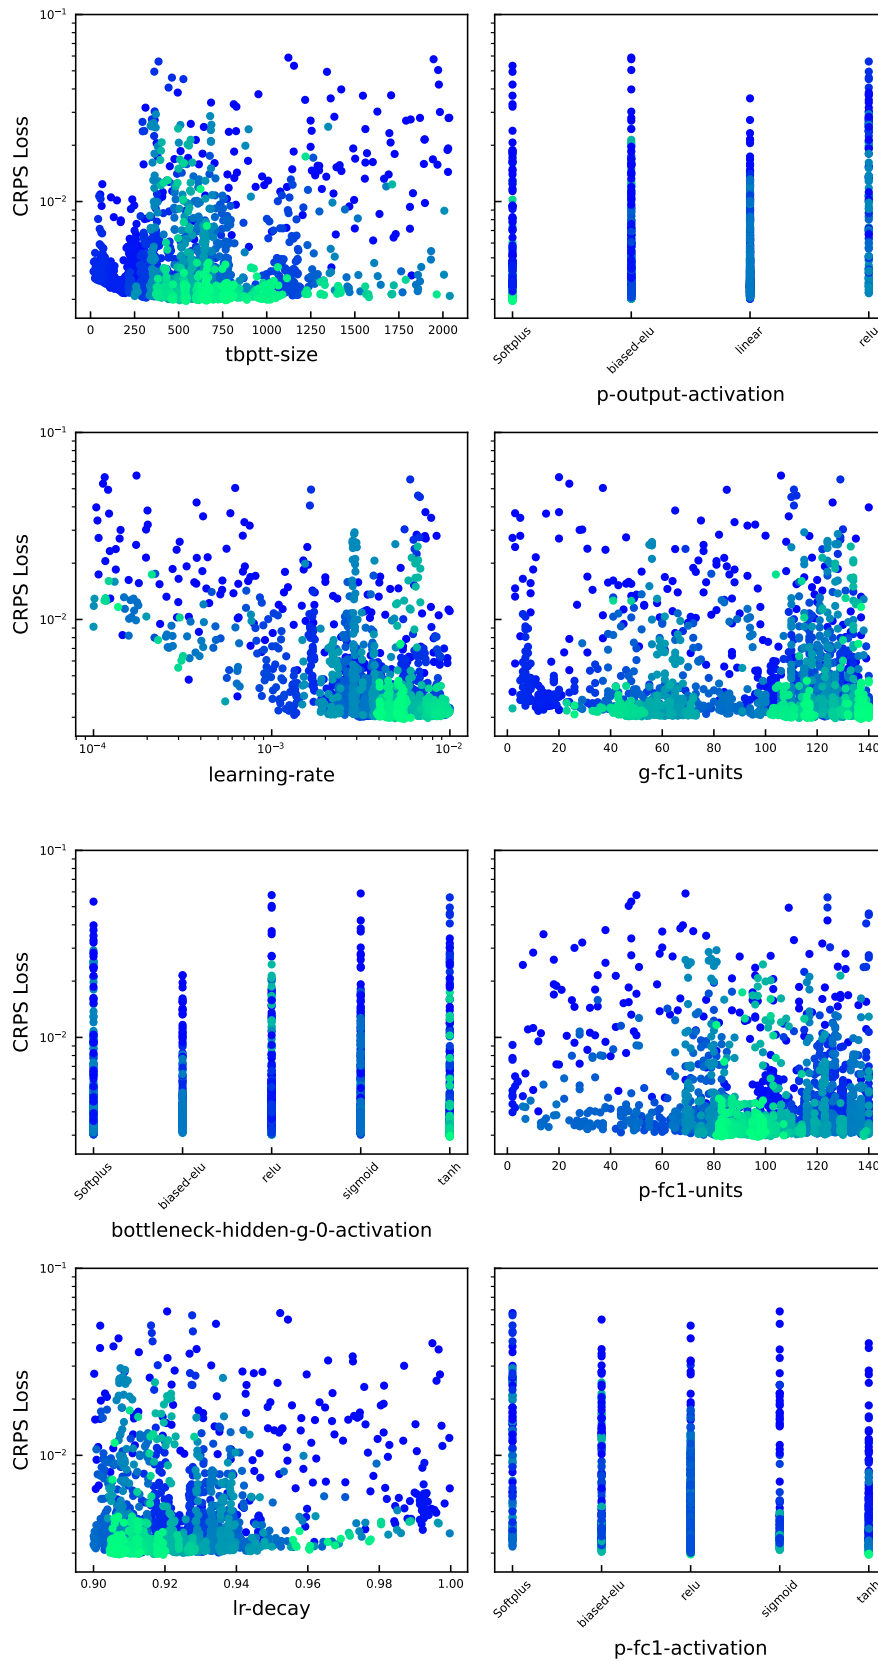 10⁻¹
10⁻²
CRPS Loss
0 250 500 750 1000 1250 1500 1750 2000
tbptt-size
Softplus biased-elu linear relu
p-output-activation
10⁻¹
10⁻²
CRPS Loss
10⁻⁴ 10⁻³ 10⁻²
learning-rate
0 20 40 60 80 100 120 140
g-fc1-units
10⁻¹
10⁻²
CRPS Loss
Softplus biased-elu relu sigmoid tanh
bottleneck-hidden-g-0-activation
0 20 40 60 80 100 120 140
p-fc1-units
10⁻¹
10⁻²
CRPS Loss
0.90 0.92 0.94 0.96 0.98 1.00
lr-decay
Softplus biased-elu relu sigmoid tanh
p-fc1-activation